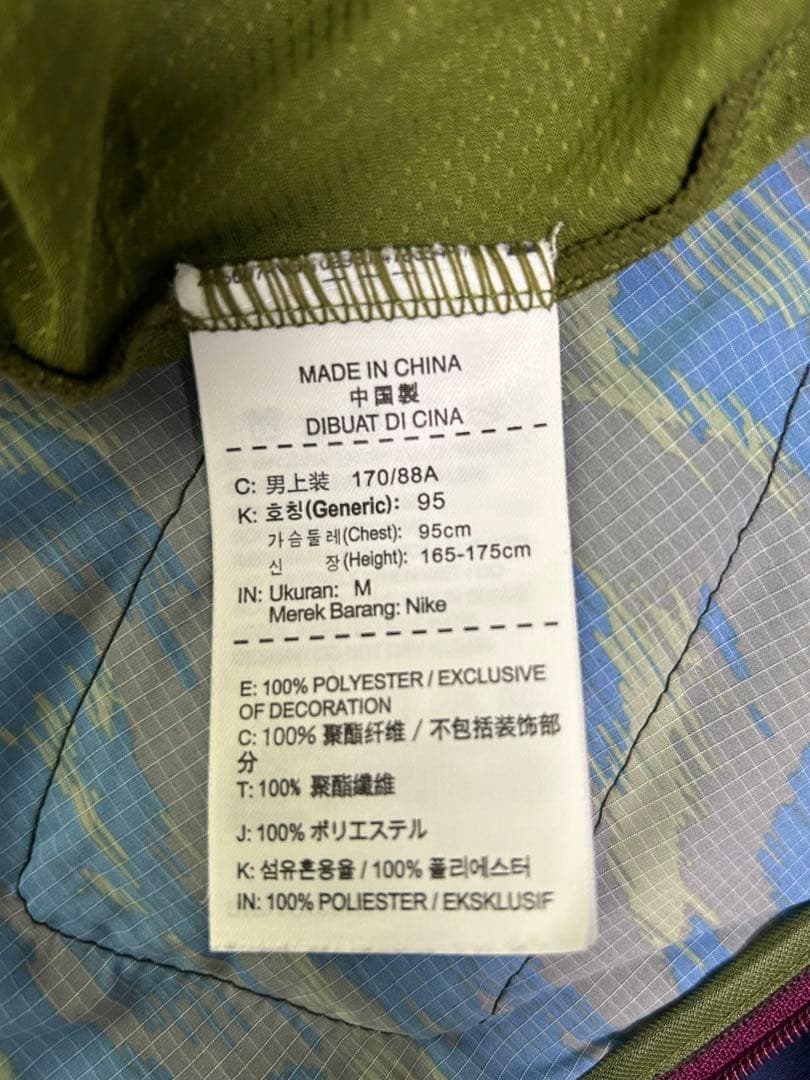 MADE IN CHINA
中国製
DIBUAT DI CINA
C: 男上装 170/88A
K: 호칭(Generic): 95
가슴둘레(Chest): 95cm
신 장(Height): 165-175cm
IN: Ukuran: M
Merek Barang: Nike
E: 100% POLYESTER / EXCLUSIVE
OF DECORATION
C: 100% 聚酯纤维 / 不包括装饰部
分
T: 100% 聚酯纖維
J: 100% ポリエステル
K: 섬유혼용율 / 100% 폴리에스터
IN: 100% POLIESTER / EKSKLUSIF